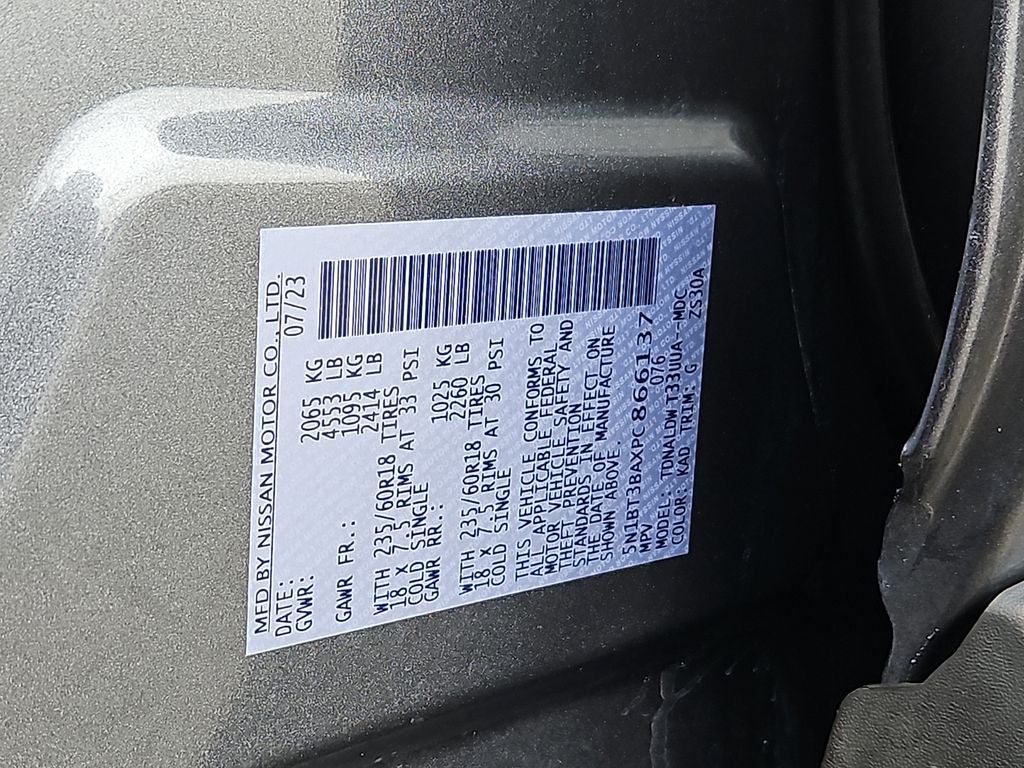 MFD BY NISSAN MOTOR CO., LTD.
DATE: 07/23
GVWR: 2065 KG
4553 LB
GAWR FR.: 1095 KG
2414 LB
WITH 235/60R18 TIRES
18 X 7.5 RIMS AT 33 PSI
COLD SINGLE
GAWR RR.: 1025 KG
2260 LB
WITH 235/60R18 TIRES
18 X 7.5 RIMS AT 30 PSI
COLD SINGLE
THIS VEHICLE CONFORMS TO
ALL APPLICABLE FEDERAL
MOTOR VEHICLE SAFETY AND
THEFT PREVENTION
STANDARDS IN EFFECT ON
THE DATE OF MANUFACTURE
SHOWN ABOVE.
5N1BT3BAXPC866137
MPV 076
MODEL: TDNALDW T33UUA-MDC
COLOR: KAD TRIM: G ZS30A